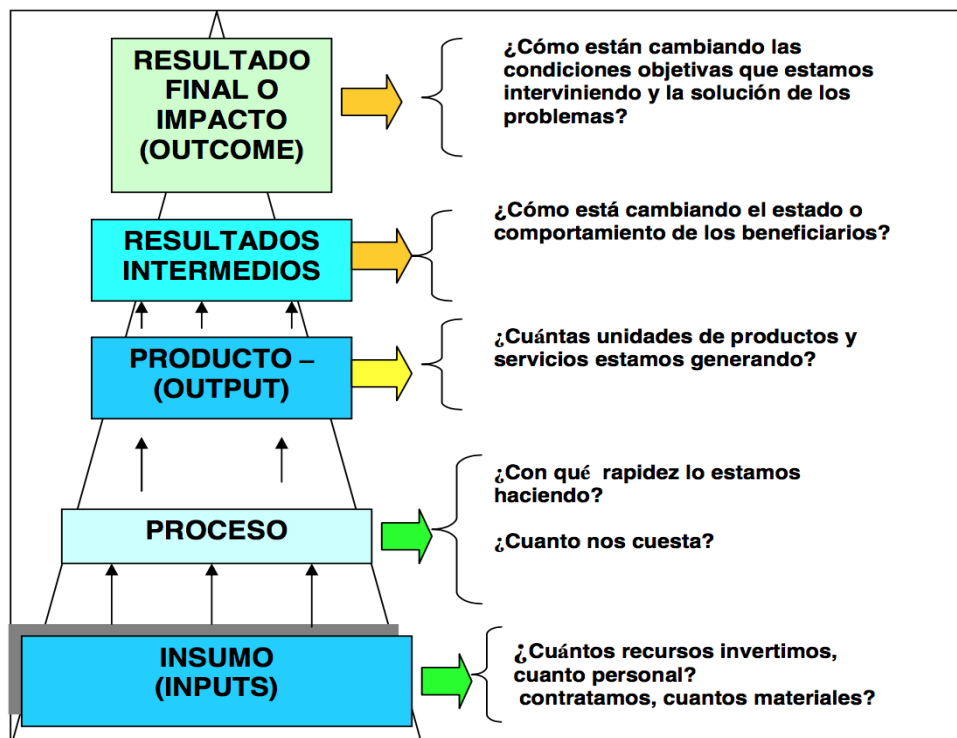 RESULTADO
FINAL O
IMPACTO
(OUTCOME)
¿Cómo están cambiando las
condiciones objetivas que estamos
interviniendo y la solución de los
problemas?
RESULTADOS
INTERMEDIOS
¿Cómo está cambiando el estado o
comportamiento de los beneficiarios?
PRODUCTO –
(OUTPUT)
¿Cuántas unidades de productos y
servicios estamos generando?
PROCESO
¿Con qué rapidez lo estamos
haciendo?
¿Cuanto nos cuesta?
INSUMO
(INPUTS)
¿Cuántos recursos invertimos,
cuanto personal?
contratamos, cuantos materiales?